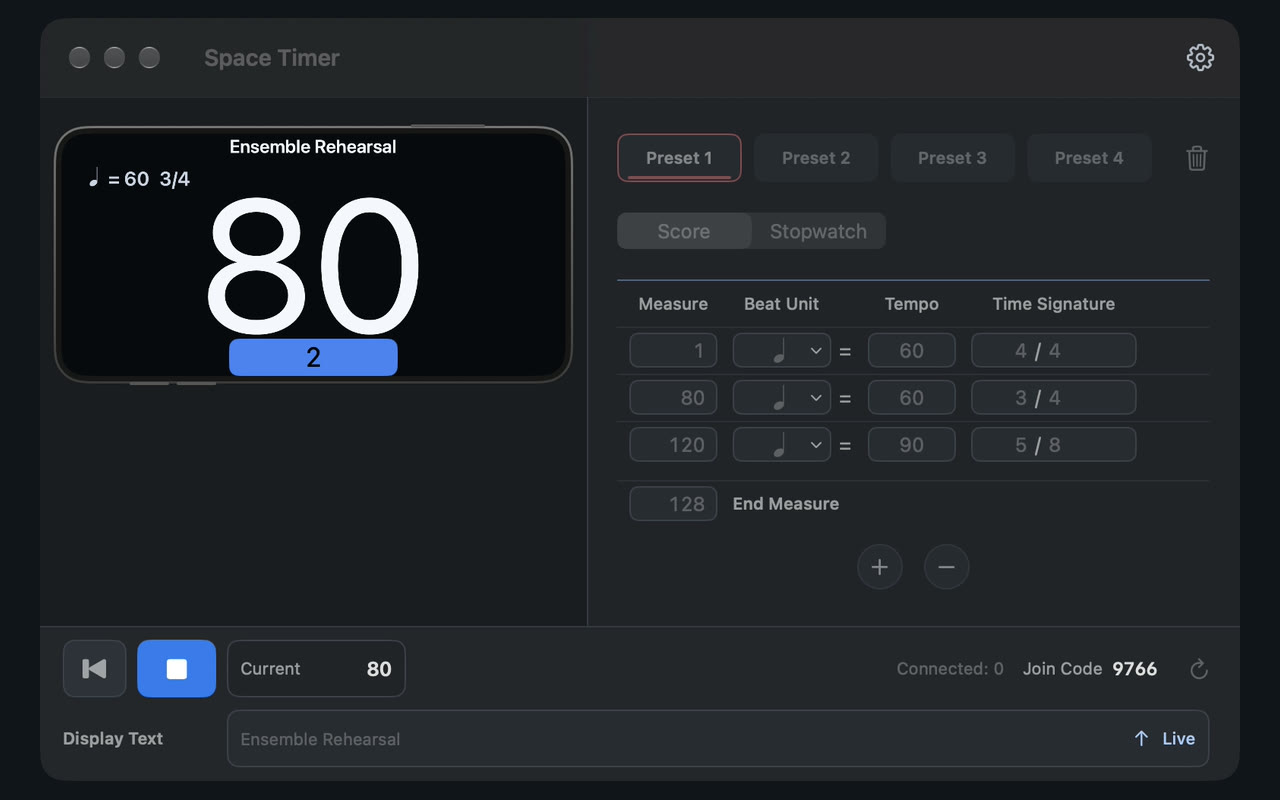 Space Timer
Ensemble Rehearsal
♩ = 60 3/4
80
2
Preset 1 Preset 2 Preset 3 Preset 4
Score Stopwatch
Measure Beat Unit Tempo Time Signature
1 ♩ = 60 4 / 4
80 ♩ = 60 3 / 4
120 ♩ = 90 5 / 8
128 End Measure
Current 80
Connected: 0 Join Code 9766
Display Text
Ensemble Rehearsal
↑ Live